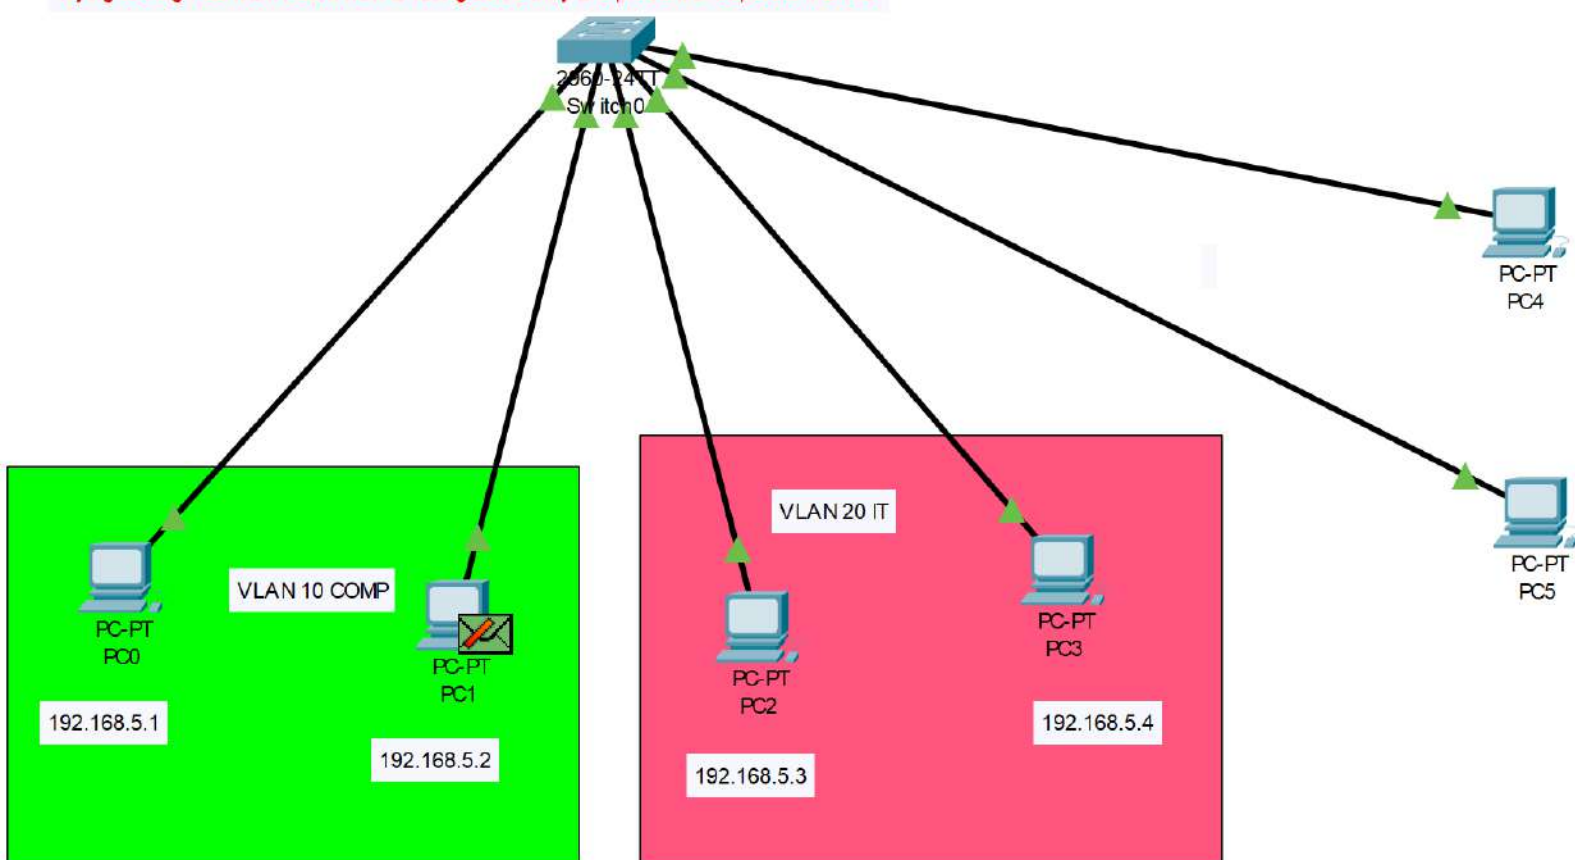 2960-24TT
Switch0
PC-PT
PC4
PC-PT
PC5
VLAN 20 IT
VLAN 10 COMP
PC-PT
PC0
PC-PT
PC1
PC-PT
PC2
PC-PT
PC3
192.168.5.1
192.168.5.2
192.168.5.3
192.168.5.4